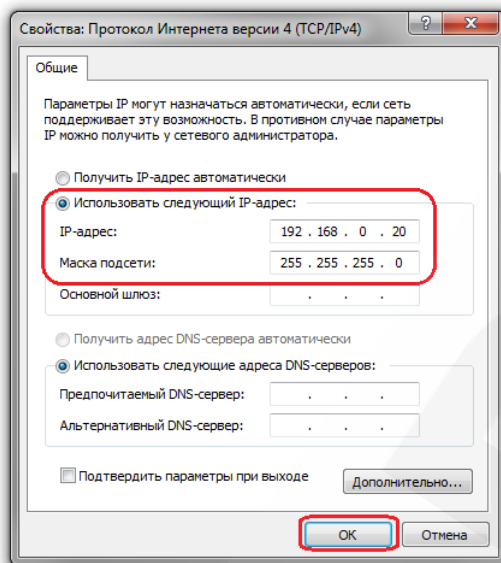 Свойства: Протокол Интернета версии 4 (TCP/IPv4)
Общие
Параметры IP могут назначаться автоматически, если сеть
поддерживает эту возможность. В противном случае параметры
IP можно получить у сетевого администратора.
Получить IP-адрес автоматически
Использовать следующий IP-адрес:
IP-адрес: 192 . 168 . 0 . 20
Маска подсети: 255 . 255 . 255 . 0
Основной шлюз: . . .
Получить адрес DNS-сервера автоматически
Использовать следующие адреса DNS-серверов:
Предпочитаемый DNS-сервер: . . .
Альтернативный DNS-сервер: . . .
Подтвердить параметры при выходе
Дополнительно...
ОК Отмена